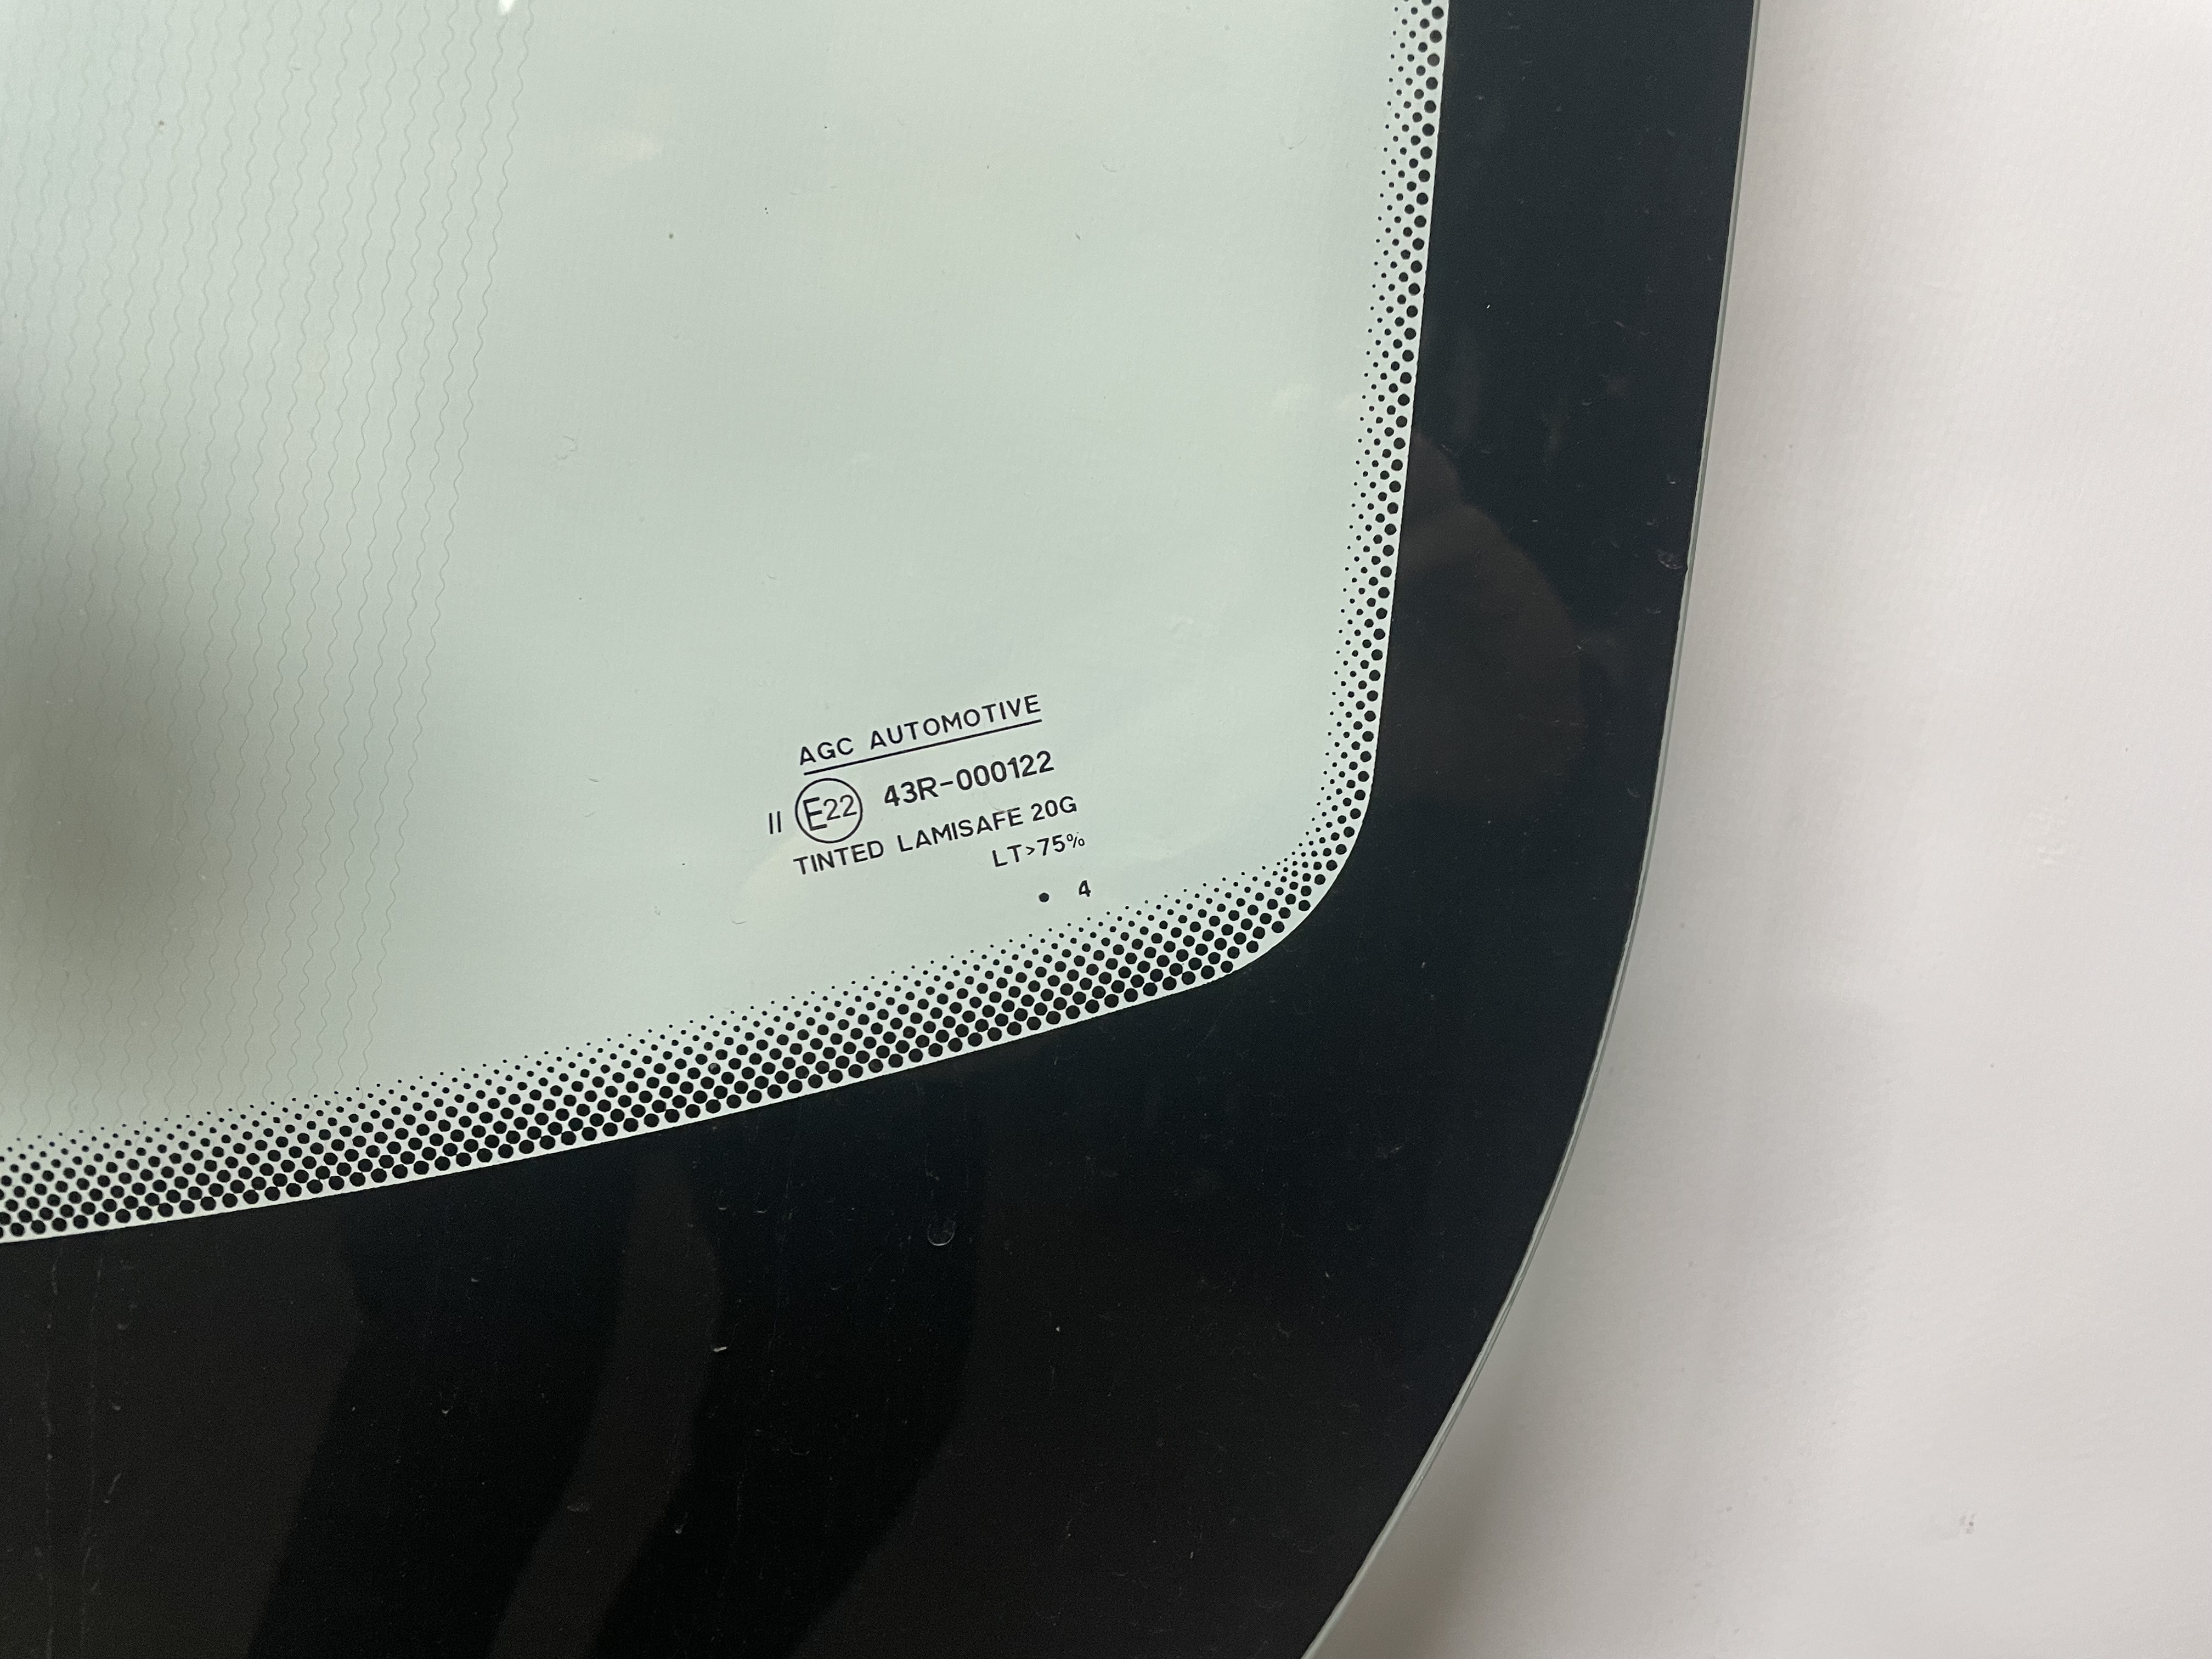 AGC AUTOMOTIVE
II E22 43R-000122
TINTED LAMISAFE 20G
LT>75%
• 4